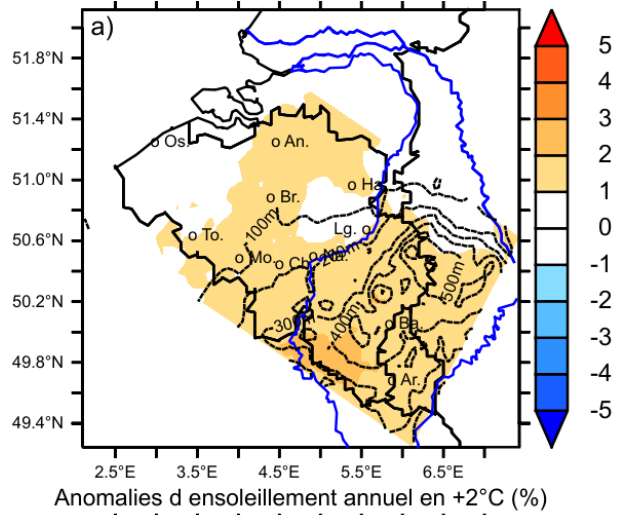 a)
51.8°N
51.4°N
51.0°N
50.6°N
50.2°N
49.8°N
49.4°N
o Os.
o An.
o Ha
o Br.
100m
o To.
Lg. o
o Mo.
o Ch
o Na.
200m
500m
300
400m
o Ba.
o Ar.
5
4
3
2
1
0
-1
-2
-3
-4
-5
2.5°E 3.5°E 4.5°E 5.5°E 6.5°E
Anomalies d ensoleillement annuel en +2°C (%)